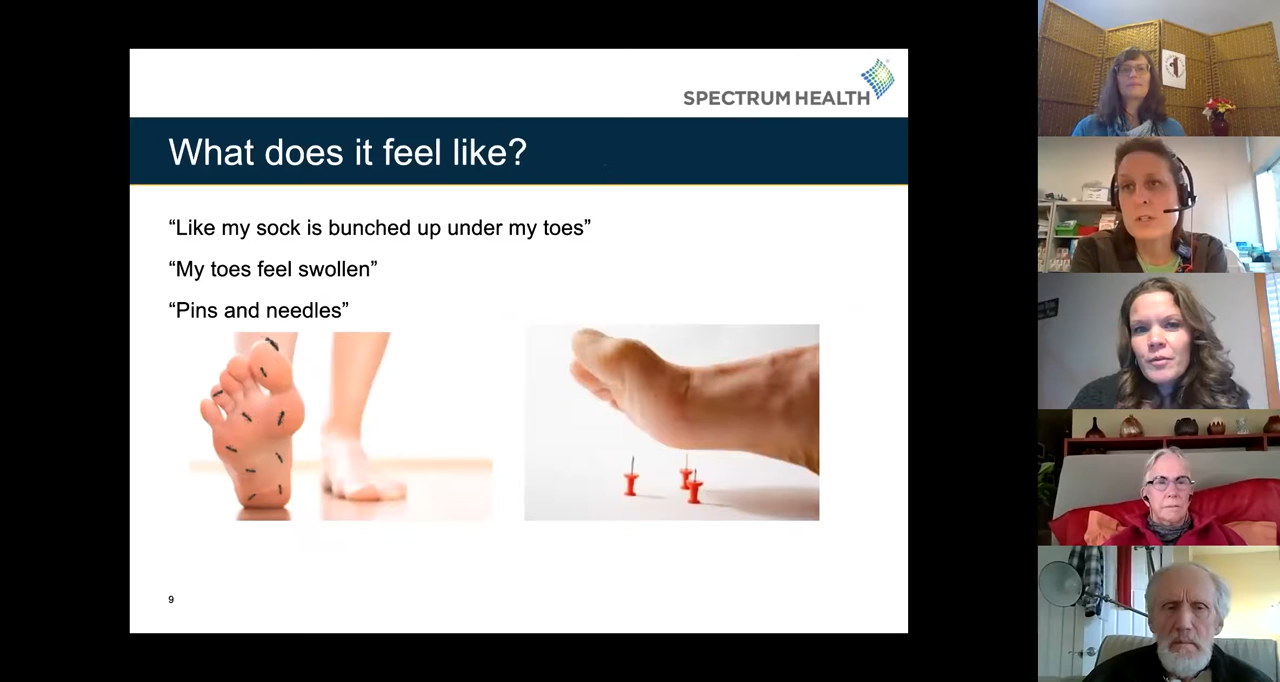 SPECTRUM HEALTH
What does it feel like?
“Like my sock is bunched up under my toes”
“My toes feel swollen”
“Pins and needles”
9